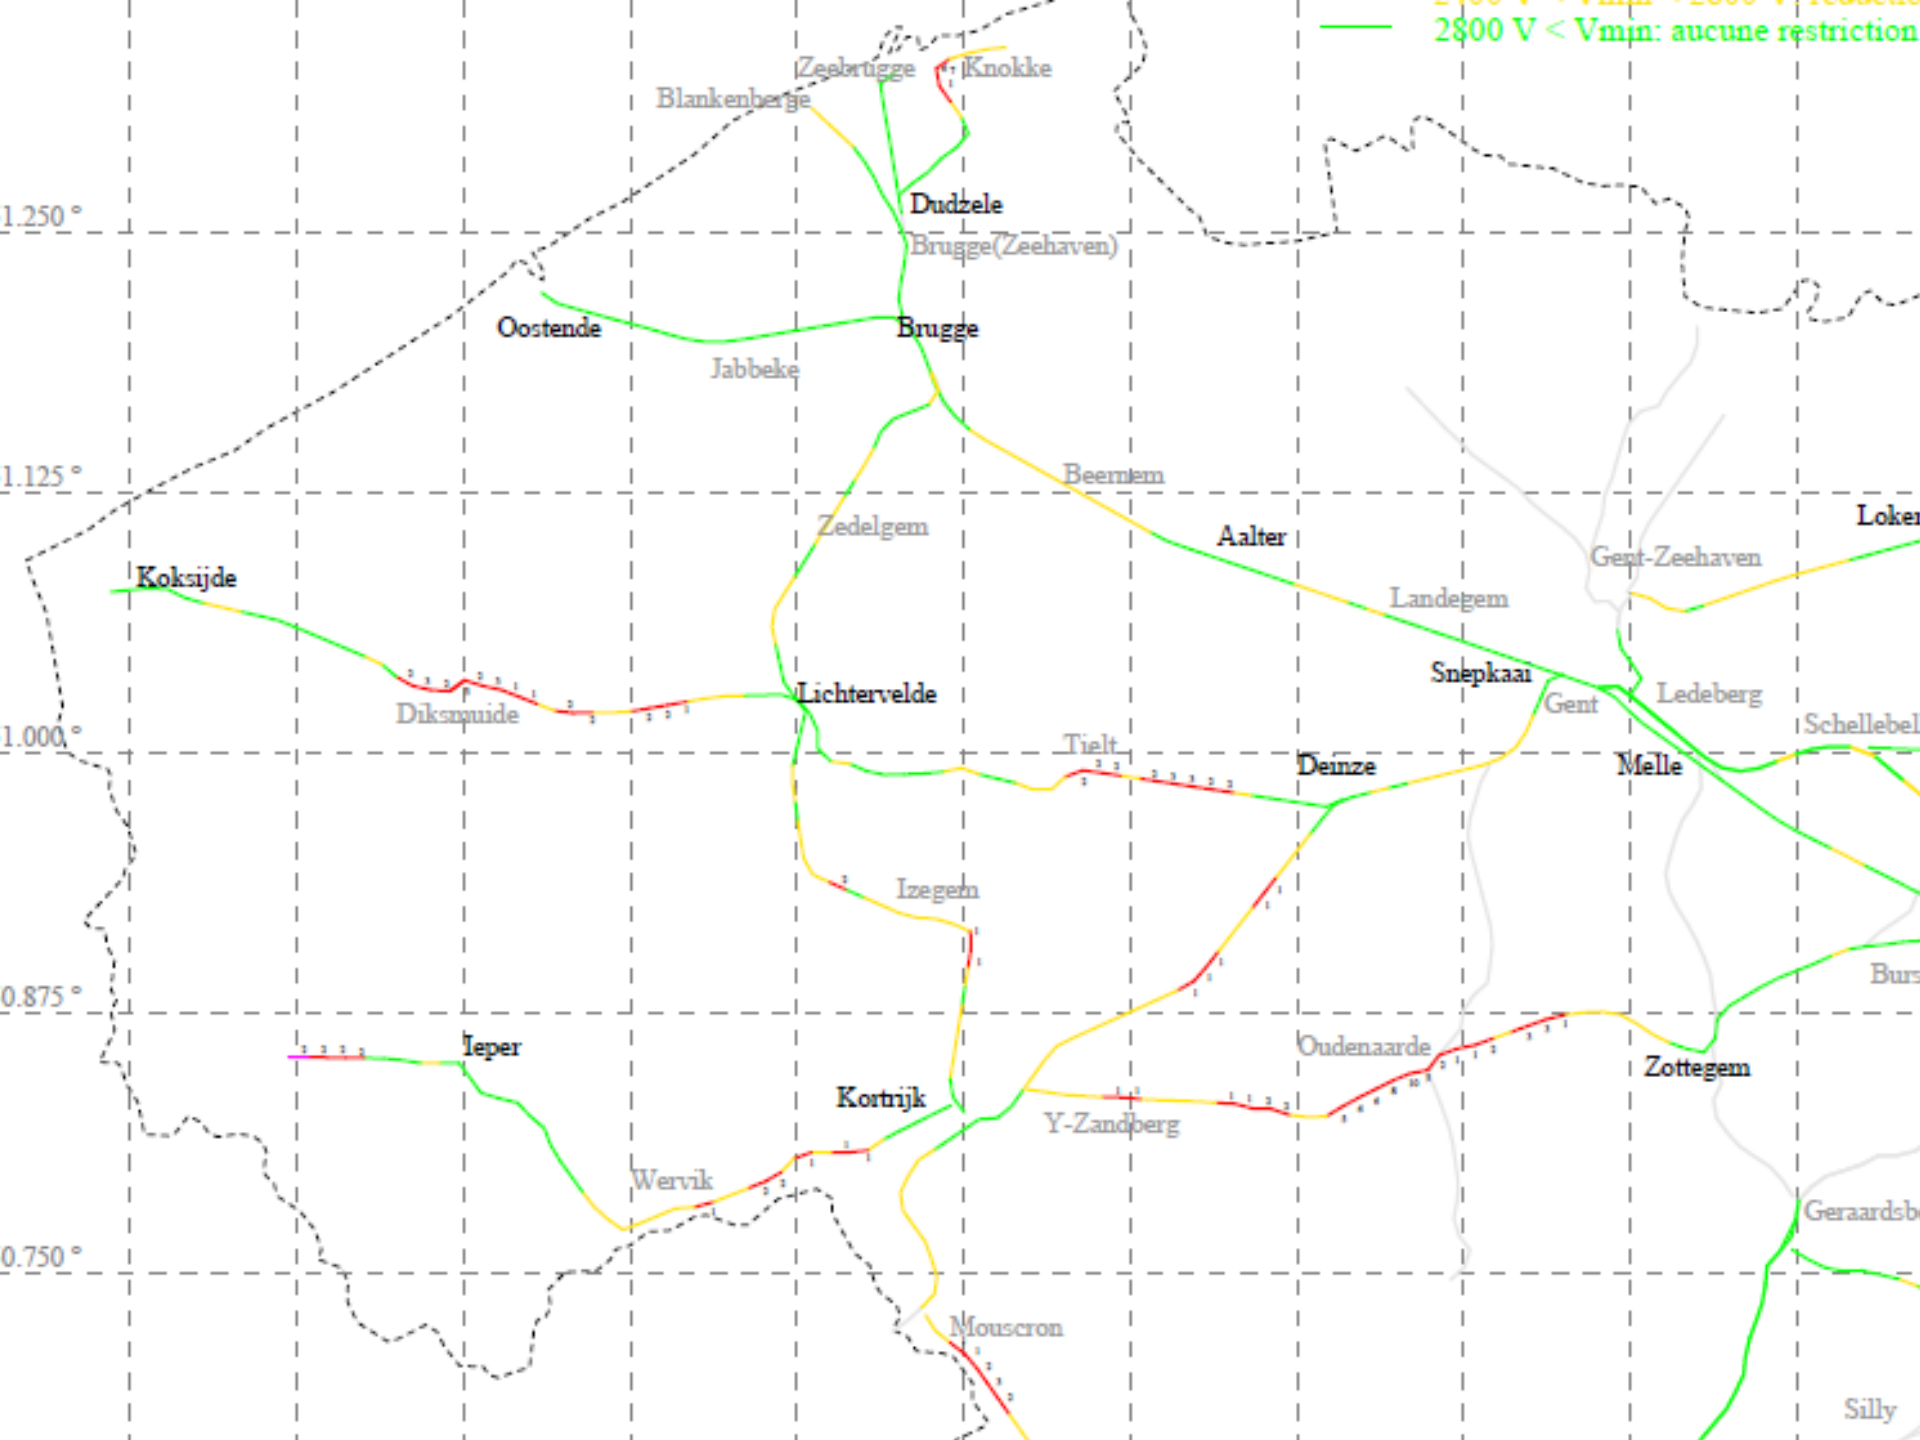 2800 V < Vmin: aucune restriction
Zeebrugge
Knokke
Blankenberge
Dudzele
1.250 °
Brugge(Zeehaven)
Oostende
Brugge
Jabbeke
1.125 °
Beernem
Zedelgem
Aalter
Loker
Gent-Zeehaven
Koksijde
Landegem
Snepkaai
Lichtervelde
Ledeberg
Gent
Diksmuide
Schellebel
1.000 °
Tielt
Deinze
Melle
Izegem
0.875 °
Burs
Ieper
Oudenaarde
Zottegem
Kortrijk
Y-Zandberg
Wervik
Geraardsb
0.750 °
Mouscron
Silly